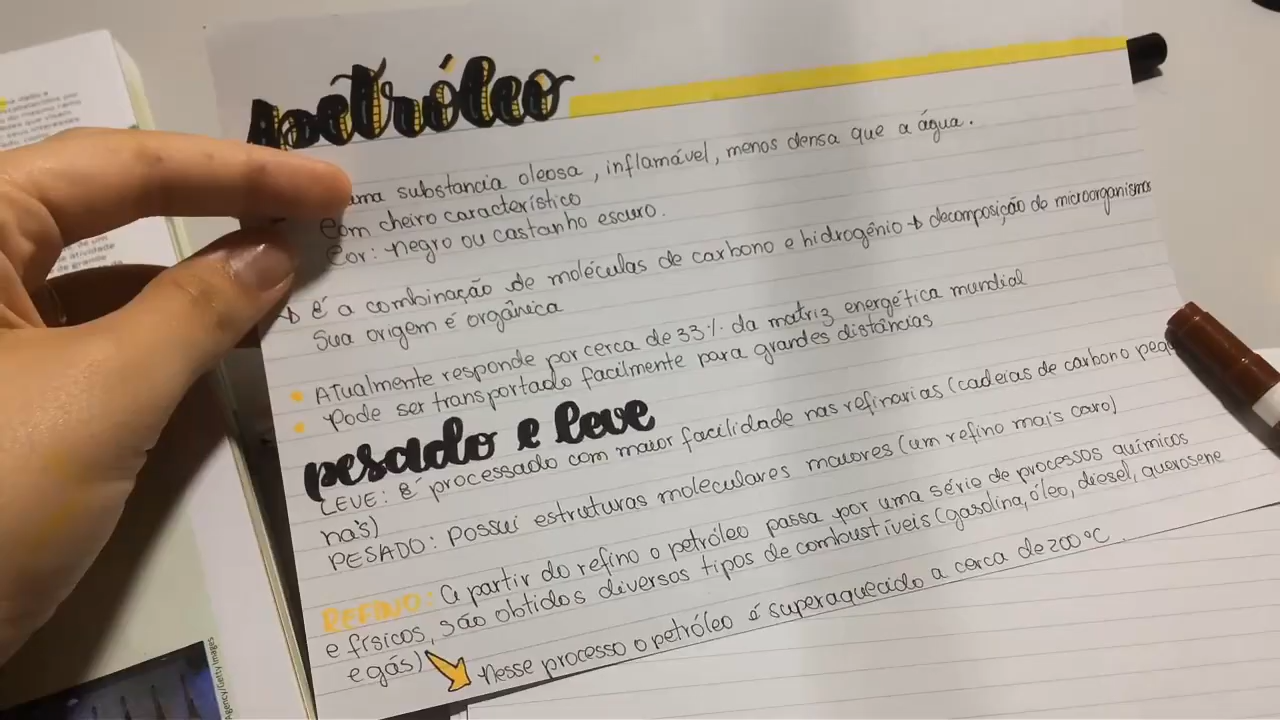 petróleo
uma substancia oleosa, inflamável, menos densa que a água.
com cheiro característico
Cor: negro ou castanho escuro.
↳ é a combinação de moléculas de carbono e hidrogênio ↳ decomposição de microorganismos
Sua origem é orgânica
• Atualmente responde por cerca de 33% da matriz energética mundial
• Pode ser transportado facilmente para grandes distâncias
pesado e leve
LEVE: é processado com maior facilidade nas refinarias (cadeias de carbono peque
nas)
PESADO: Possui estruturas moleculares maiores (um refino mais caro)
REFINO: A partir do refino o petróleo passa por uma série de processos químicos
e físicos, são obtidos diversos tipos de combustíveis (gasolina, óleo, diesel, querosene
e gás)
Nesse processo o petróleo é superaquecido a cerca de 200°C.
Agency/Getty Images